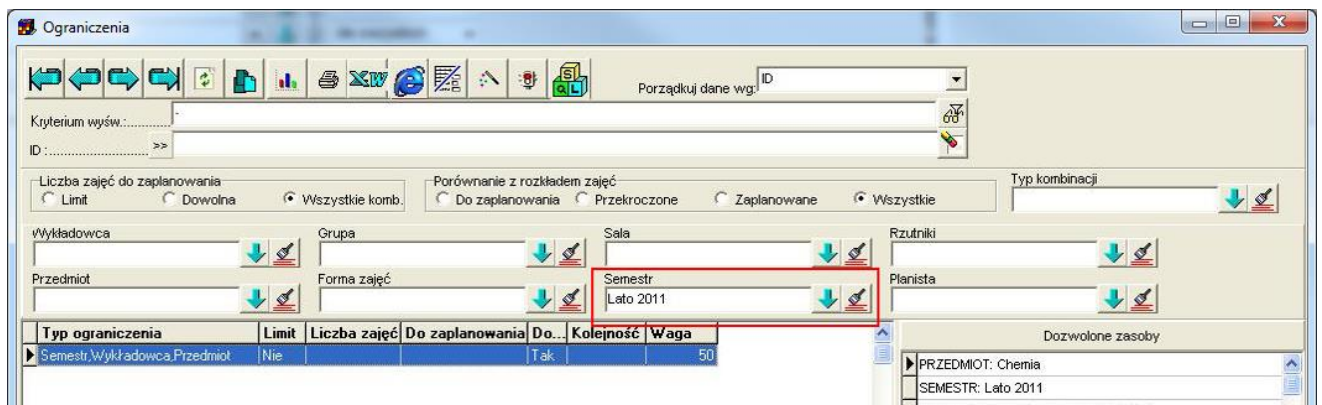 Ograniczenia
Porządkuj dane wg: ID
Kryterium wyśw.:............ -
ID :.......................... >>
Liczba zajęć do zaplanowania Porównanie z rozkładem zajęć Typ kombinacji
Limit Dowolna Wszystkie komb. Do zaplanowania Przekroczone Zaplanowane Wszystkie
Wykładowca Grupa Sala Rzutniki
Przedmiot Forma zajęć Semestr Planista
Lato 2011
Typ ograniczenia Limit Liczba zajęć Do zaplanowania Do... Kolejność Waga Dozwolone zasoby
Semestr,Wykładowca,Przedmiot Nie Tak 50
PRZEDMIOT: Chemia
SEMESTR: Lato 2011